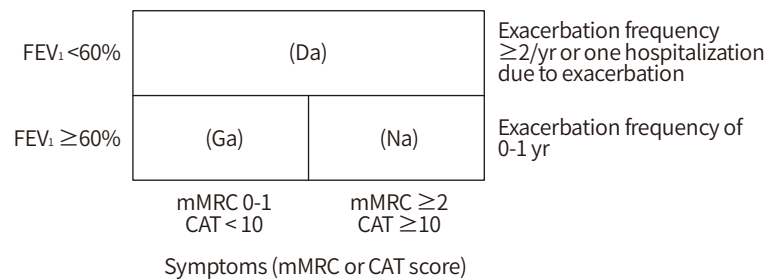 FEV₁ <60%
(Da)
Exacerbation frequency
≥2/yr or one hospitalization
due to exacerbation
FEV₁ ≥60%
(Ga)
(Na)
Exacerbation frequency of
0-1 yr
mMRC 0-1
CAT < 10
mMRC ≥2
CAT ≥10
Symptoms (mMRC or CAT score)